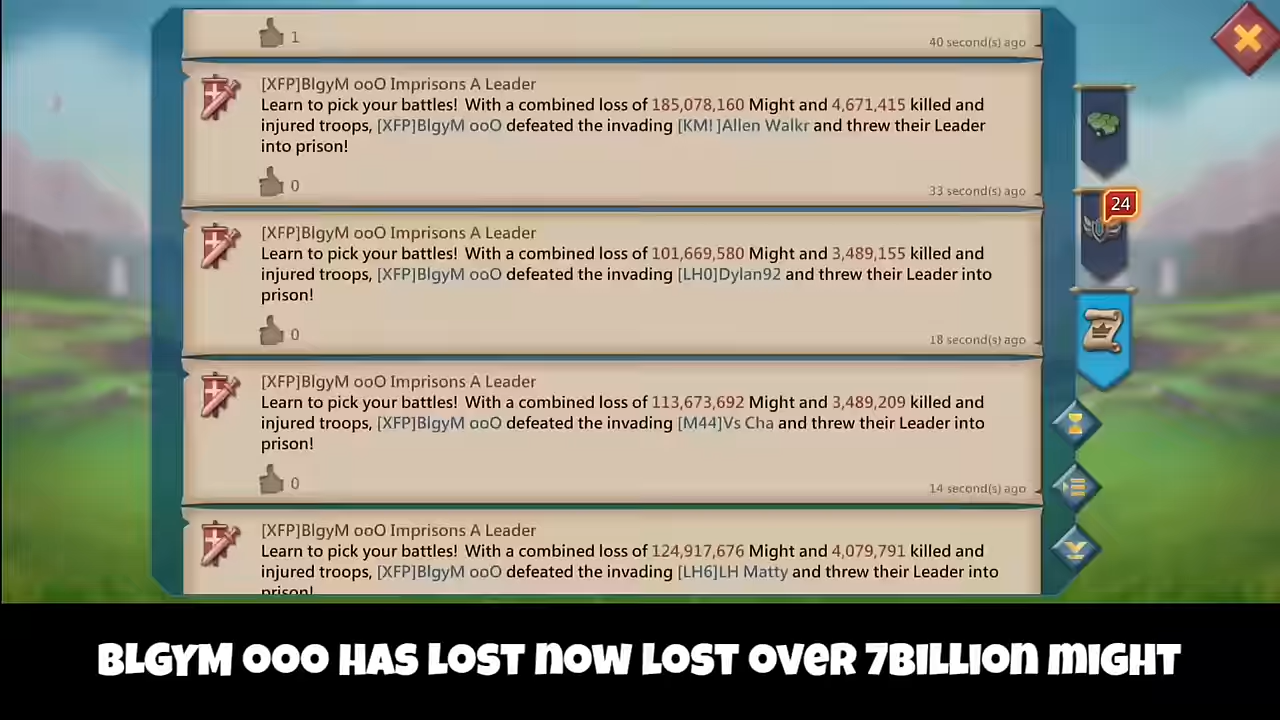 1
40 second(s) ago
[XFP]BlgyM ooO Imprisons A Leader
Learn to pick your battles! With a combined loss of 185,078,160 Might and 4,671,415 killed and
injured troops, [XFP]BlgyM ooO defeated the invading [KM!]Allen Walkr and threw their Leader
into prison!
0
33 second(s) ago
[XFP]BlgyM ooO Imprisons A Leader
Learn to pick your battles! With a combined loss of 101,669,580 Might and 3,489,155 killed and
injured troops, [XFP]BlgyM ooO defeated the invading [LH0]Dylan92 and threw their Leader into
prison!
0
18 second(s) ago
24
[XFP]BlgyM ooO Imprisons A Leader
Learn to pick your battles! With a combined loss of 113,673,692 Might and 3,489,209 killed and
injured troops, [XFP]BlgyM ooO defeated the invading [M44]Vs Cha and threw their Leader into
prison!
0
14 second(s) ago
[XFP]BlgyM ooO Imprisons A Leader
Learn to pick your battles! With a combined loss of 124,917,676 Might and 4,079,791 killed and
injured troops, [XFP]BlgyM ooO defeated the invading [LH6]LH Matty and threw their Leader into
prison!
BLGYM OOO HAS LOST NOW LOST OVER 7BILLION MIGHT